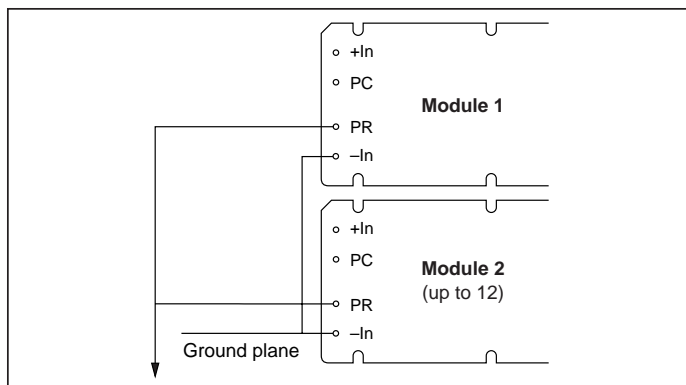 +In
PC
Module 1
PR
–In
+In
PC
Module 2
(up to 12)
PR
–In
Ground plane